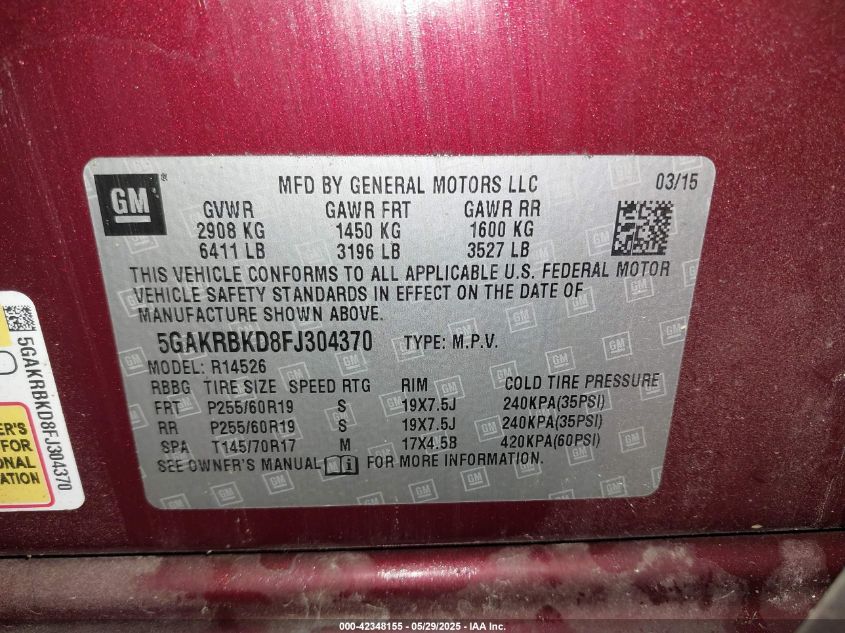 GM
MFD BY GENERAL MOTORS LLC 03/15
GVWR GAWR FRT GAWR RR
2908 KG 1450 KG 1600 KG
6411 LB 3196 LB 3527 LB
THIS VEHICLE CONFORMS TO ALL APPLICABLE U.S. FEDERAL MOTOR
VEHICLE SAFETY STANDARDS IN EFFECT ON THE DATE OF
MANUFACTURE SHOWN ABOVE.
5GAKRBKD8FJ304370 TYPE: M.P.V.
MODEL: R14526
RBBG TIRE SIZE SPEED RTG RIM COLD TIRE PRESSURE
FRT P255/60R19 S 19X7.5J 240KPA(35PSI)
RR P255/60R19 S 19X7.5J 240KPA(35PSI)
SPA T145/70R17 M 17X4.5B 420KPA(60PSI)
SEE OWNER'S MANUAL FOR MORE INFORMATION.
5GAKRBKD8FJ304370
ER'S
FOR
ONAL
ATION
000-42348155 - 05/29/2025 - IAA Inc.